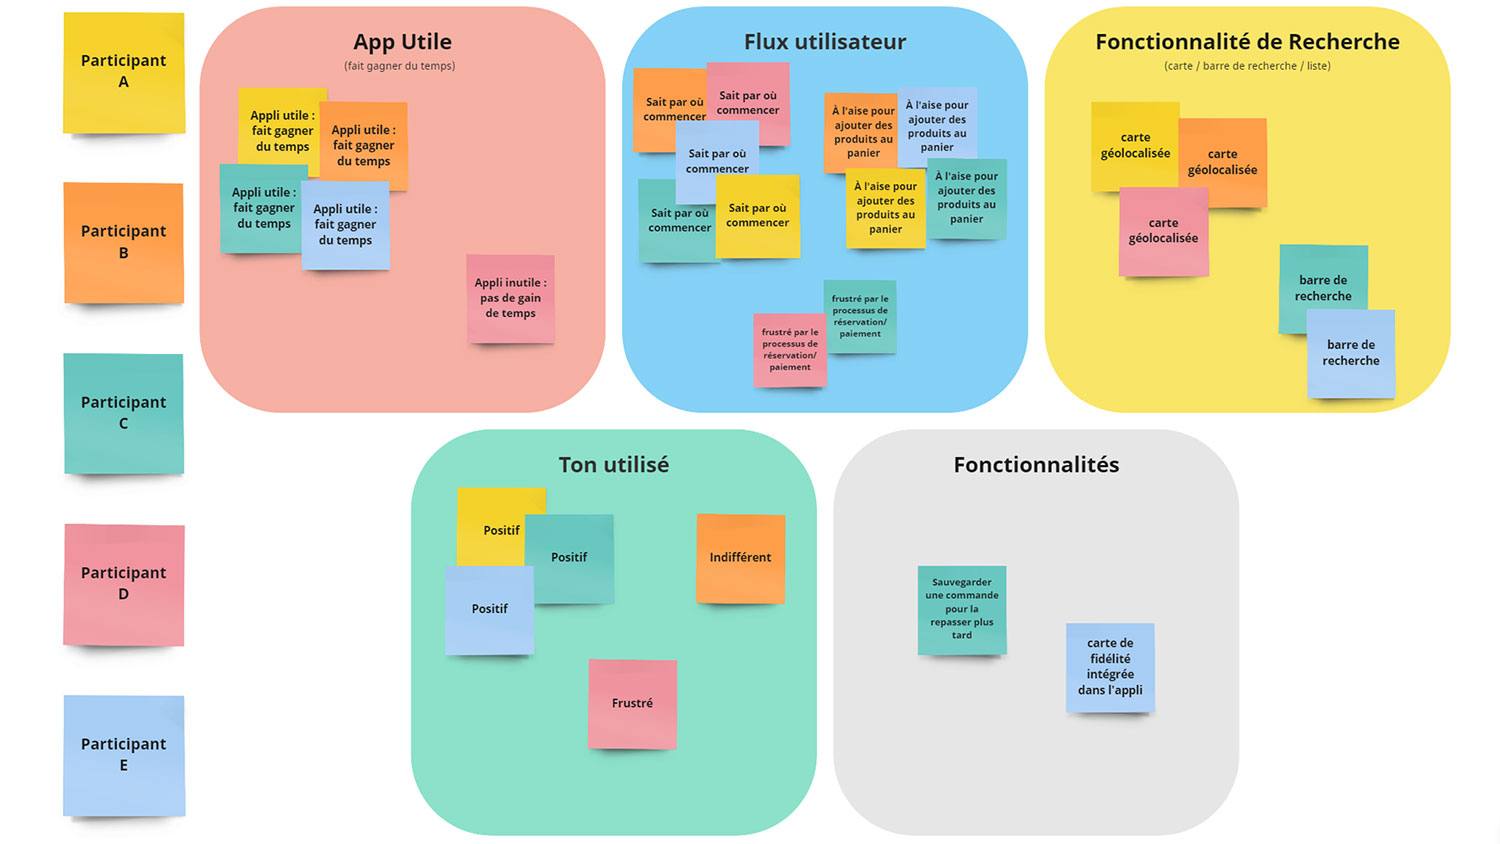 Participant
A
Participant
B
Participant
C
Participant
D
Participant
E
App Utile
(fait gagner du temps)
Appli utile :
fait gagner
du temps
Appli utile :
fait gagner
du temps
Appli utile :
fait gagner
du temps
Appli utile :
fait gagner
du temps
Appli inutile :
pas de gain
de temps
Flux utilisateur
Sait par où
commencer
Sait par où
commencer
Sait par où
commencer
Sait par où
commencer
Sait par où
commencer
À l'aise pour
ajouter des
produits au
panier
À l'aise pour
ajouter des
produits au
panier
À l'aise pour
ajouter des
produits au
panier
À l'aise pour
ajouter des
produits au
panier
frustré par le
processus de
réservation/
paiement
frustré par le
processus de
réservation/
paiement
Fonctionnalité de Recherche
(carte / barre de recherche / liste)
carte
géolocalisée
carte
géolocalisée
carte
géolocalisée
barre de
recherche
barre de
recherche
Ton utilisé
Positif
Positif
Positif
Indifférent
Frustré
Fonctionnalités
Sauvegarder
une commande
pour la
repasser plus
tard
carte de
fidélité
intégrée
dans l'appli